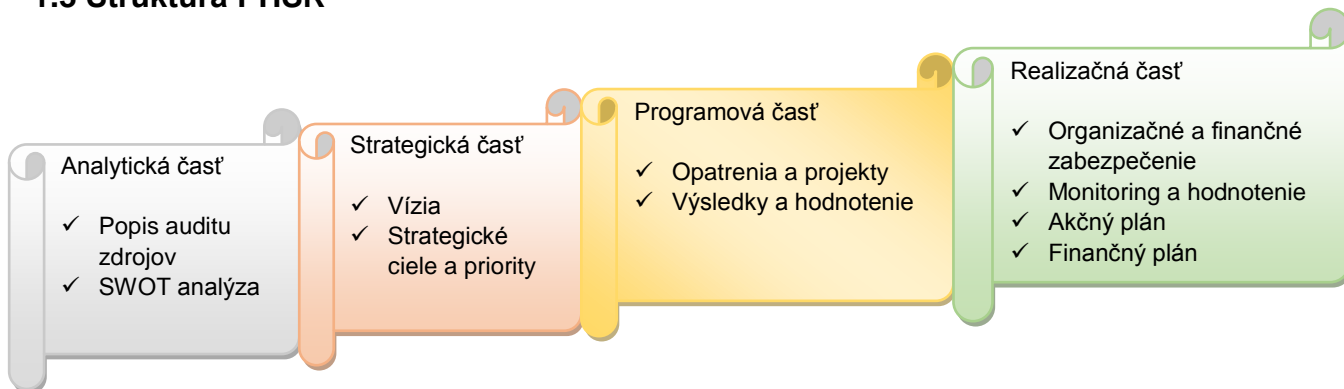 Analytická časť
✓ Popis auditu
zdrojov
✓ SWOT analýza
Strategická časť
✓ Vízia
✓ Strategické
ciele a priority
Programová časť
✓ Opatrenia a projekty
✓ Výsledky a hodnotenie
Realizačná časť
✓ Organizačné a finančné
zabezpečenie
✓ Monitoring a hodnotenie
✓ Akčný plán
✓ Finančný plán